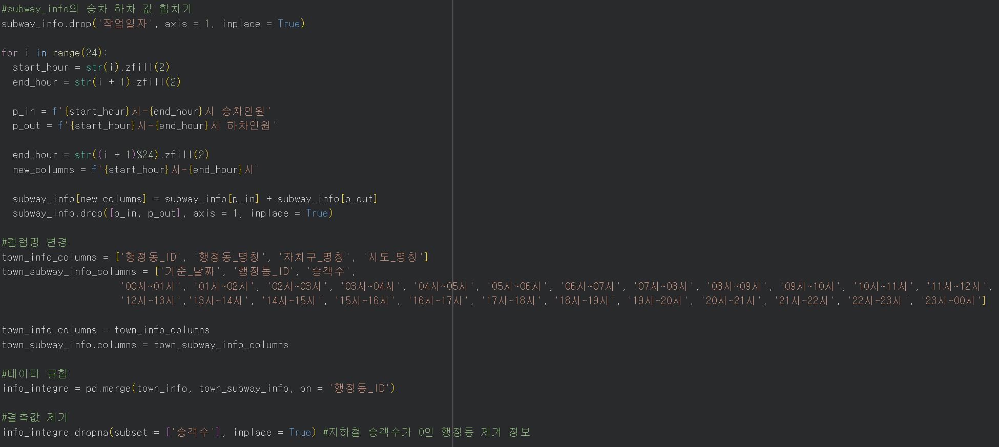 #subway_info의 승차 하차 값 합치기
subway_info.drop('작업일자', axis = 1, inplace = True)
for i in range(24):
start_hour = str(i).zfill(2)
end_hour = str(i + 1).zfill(2)
p_in = f'{start_hour}시-{end_hour}시 승차인원'
p_out = f'{start_hour}시-{end_hour}시 하차인원'
end_hour = str((i + 1)%24).zfill(2)
new_columns = f'{start_hour}시~{end_hour}시'
subway_info[new_columns] = subway_info[p_in] + subway_info[p_out]
subway_info.drop([p_in, p_out], axis = 1, inplace = True)
#컴럼명 변경
town_info_columns = ['행정동_ID', '행정동_명칭', '자치구_명칭', '시도_명칭']
town_subway_info_columns = ['기준_날짜', '행정동_ID', '승객수',
'00시~01시', '01시~02시', '02시~03시', '03시~04시', '04시~05시', '05시~06시', '06시~07시', '07시~08시', '08시~09시', '09시~10시', '10시~11시', '11시~12시',
'12시~13시','13시~14시', '14시~15시', '15시~16시', '16시~17시', '17시~18시', '18시~19시', '19시~20시', '20시~21시', '21시~22시', '22시~23시', '23시~00시']
town_info.columns = town_info_columns
town_subway_info.columns = town_subway_info_columns
#데이터 규합
info_integre = pd.merge(town_info, town_subway_info, on = '행정동_ID')
#결측값 제거
info_integre.dropna(subset = ['승객수'], inplace = True) #지하철 승객수가 0인 행정동 제거 정보